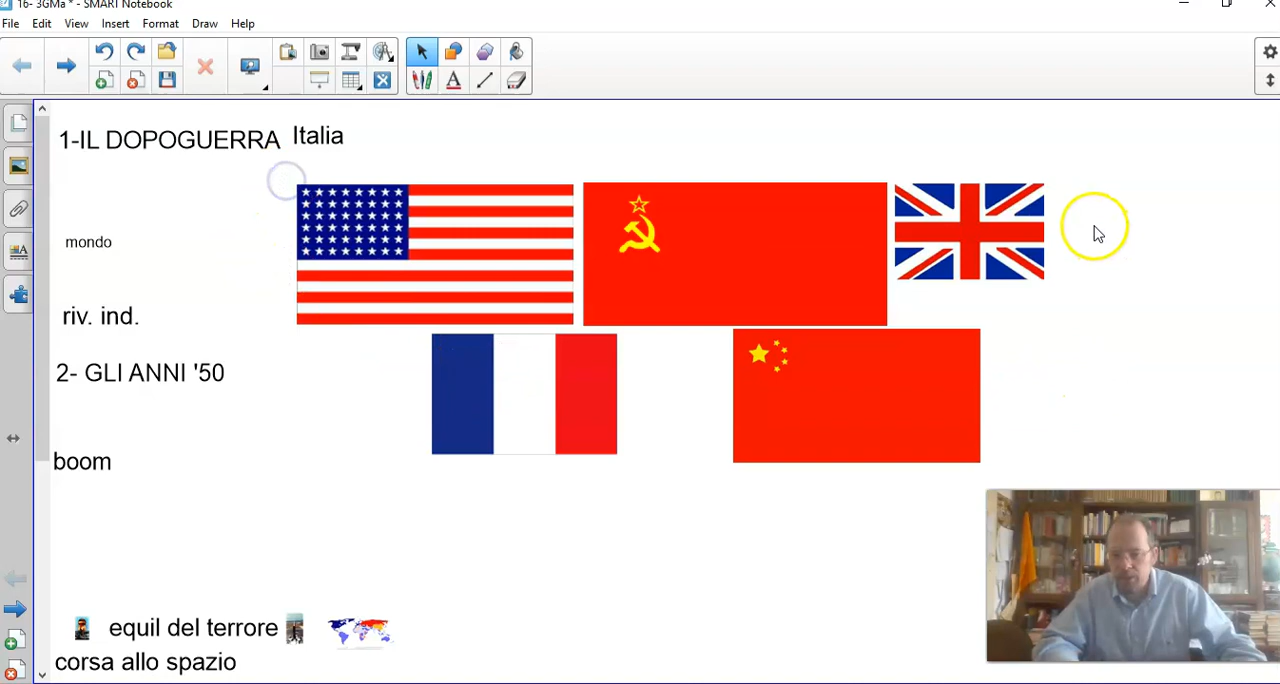 16- 3GMa * - SMART Notebook
File Edit View Insert Format Draw Help
1-IL DOPOGUERRA Italia
mondo
riv. ind.
2- GLI ANNI '50
boom
equil del terrore
corsa allo spazio